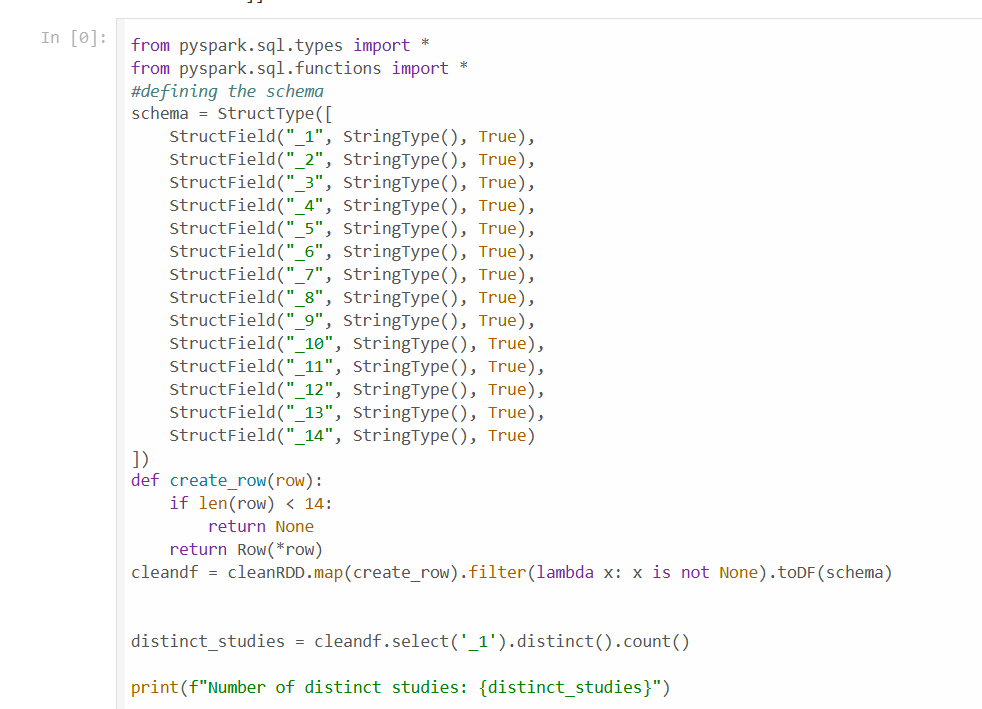 In [0]:
from pyspark.sql.types import *
from pyspark.sql.functions import *
#defining the schema
schema = StructType([
    StructField("_1", StringType(), True),
    StructField("_2", StringType(), True),
    StructField("_3", StringType(), True),
    StructField("_4", StringType(), True),
    StructField("_5", StringType(), True),
    StructField("_6", StringType(), True),
    StructField("_7", StringType(), True),
    StructField("_8", StringType(), True),
    StructField("_9", StringType(), True),
    StructField("_10", StringType(), True),
    StructField("_11", StringType(), True),
    StructField("_12", StringType(), True),
    StructField("_13", StringType(), True),
    StructField("_14", StringType(), True)
])
def create_row(row):
    if len(row) < 14:
        return None
    return Row(*row)
cleandf = cleanRDD.map(create_row).filter(lambda x: x is not None).toDF(schema)
distinct_studies = cleandf.select('_1').distinct().count()
print(f"Number of distinct studies: {distinct_studies}")